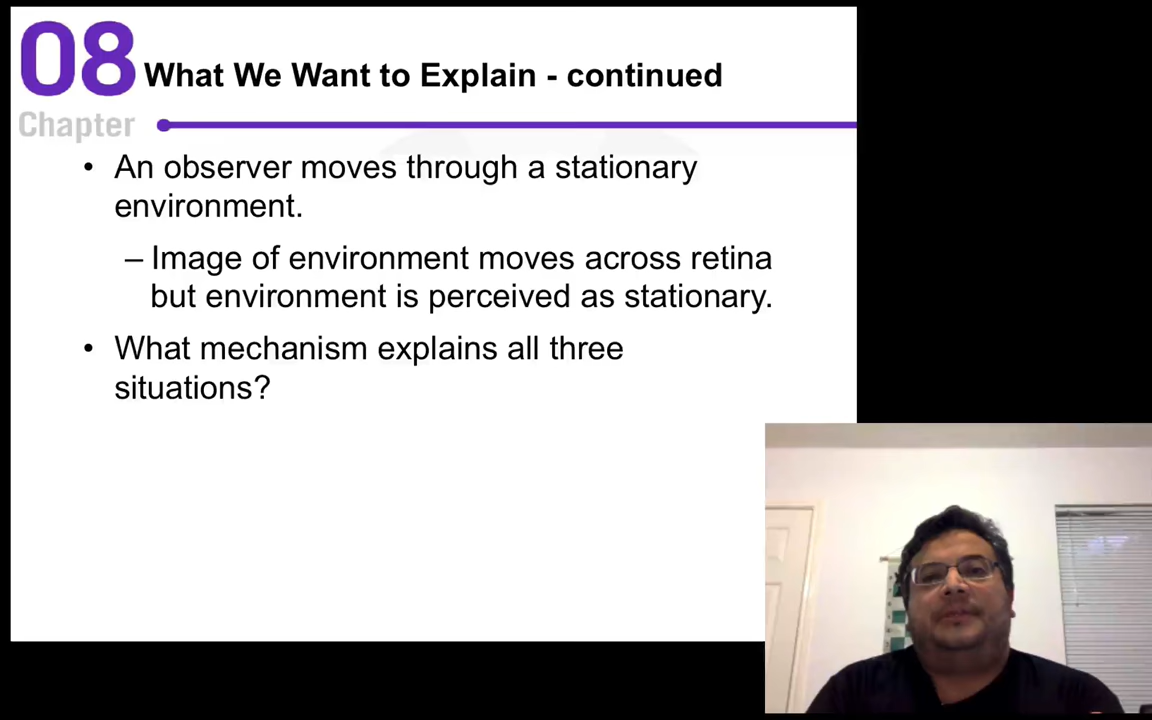 08
What We Want to Explain - continued
Chapter
• An observer moves through a stationary
environment.
– Image of environment moves across retina
but environment is perceived as stationary.
• What mechanism explains all three
situations?